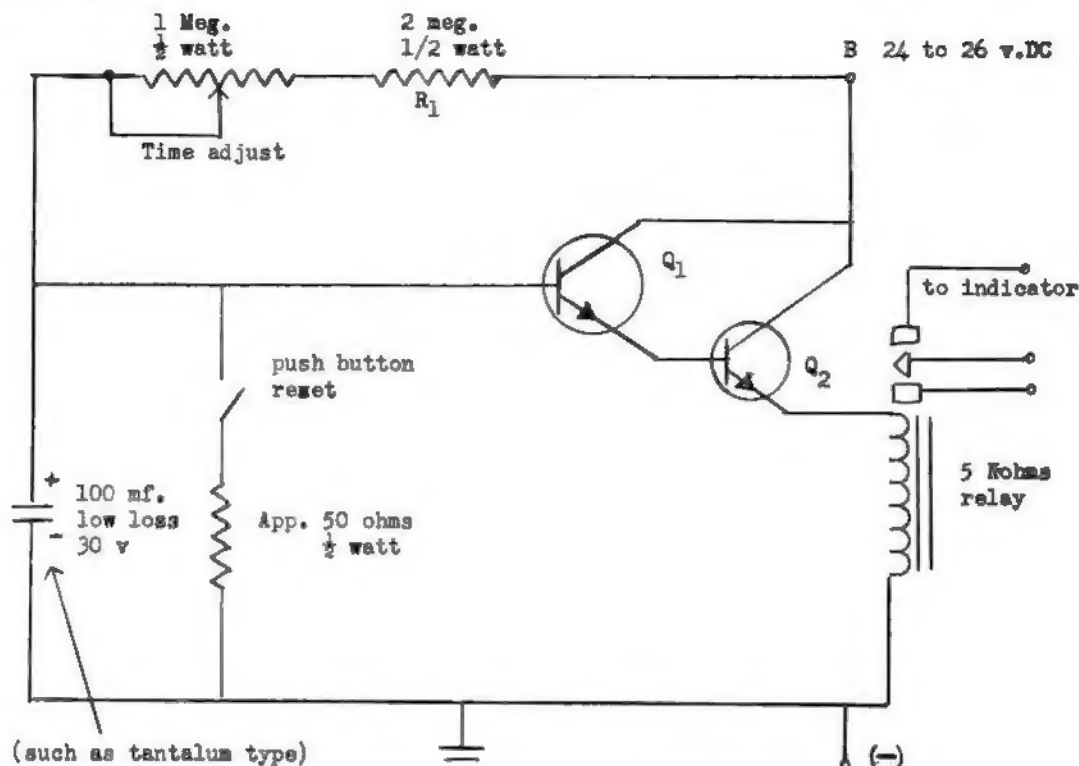 1 Meg.
½ watt
2 meg.
1/2 watt
R1
B 24 to 26 v.DC
Time adjust
Q1
to indicator
Q2
push button
reset
+
100 mf.
low loss
30 v
-
App. 50 ohms
½ watt
5 Kohms
relay
(such as tantalum type)
(-)